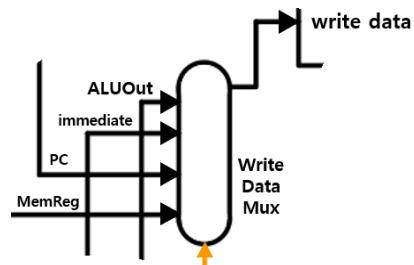 write data
ALUOut
immediate
PC
MemReg
Write
Data
Mux